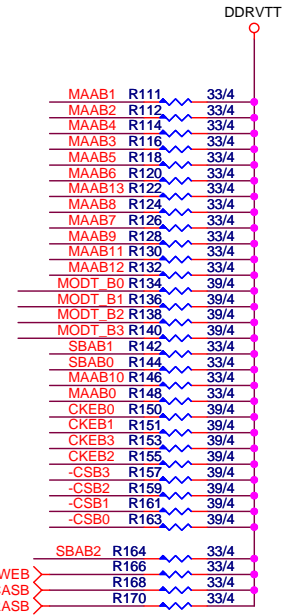 DDRVTT
MAAB1 R111 33/4
MAAB2 R112 33/4
MAAB4 R114 33/4
MAAB3 R116 33/4
MAAB5 R118 33/4
MAAB6 R120 33/4
MAAB13 R122 33/4
MAAB8 R124 33/4
MAAB7 R126 33/4
MAAB9 R128 33/4
MAAB11 R130 33/4
MAAB12 R132 33/4
MODT_B0 R134 39/4
MODT_B1 R136 39/4
MODT_B2 R138 39/4
MODT_B3 R140 39/4
SBAB1 R142 33/4
SBAB0 R144 33/4
MAAB10 R146 33/4
MAAB0 R148 33/4
CKEB0 R150 39/4
CKEB1 R151 39/4
CKEB3 R153 39/4
CKEB2 R155 39/4
-CSB3 R157 39/4
-CSB2 R159 39/4
-CSB1 R161 39/4
-CSB0 R163 39/4
SBAB2 R164 33/4
WEB R166 33/4
CASB R168 33/4
ASB R170 33/4